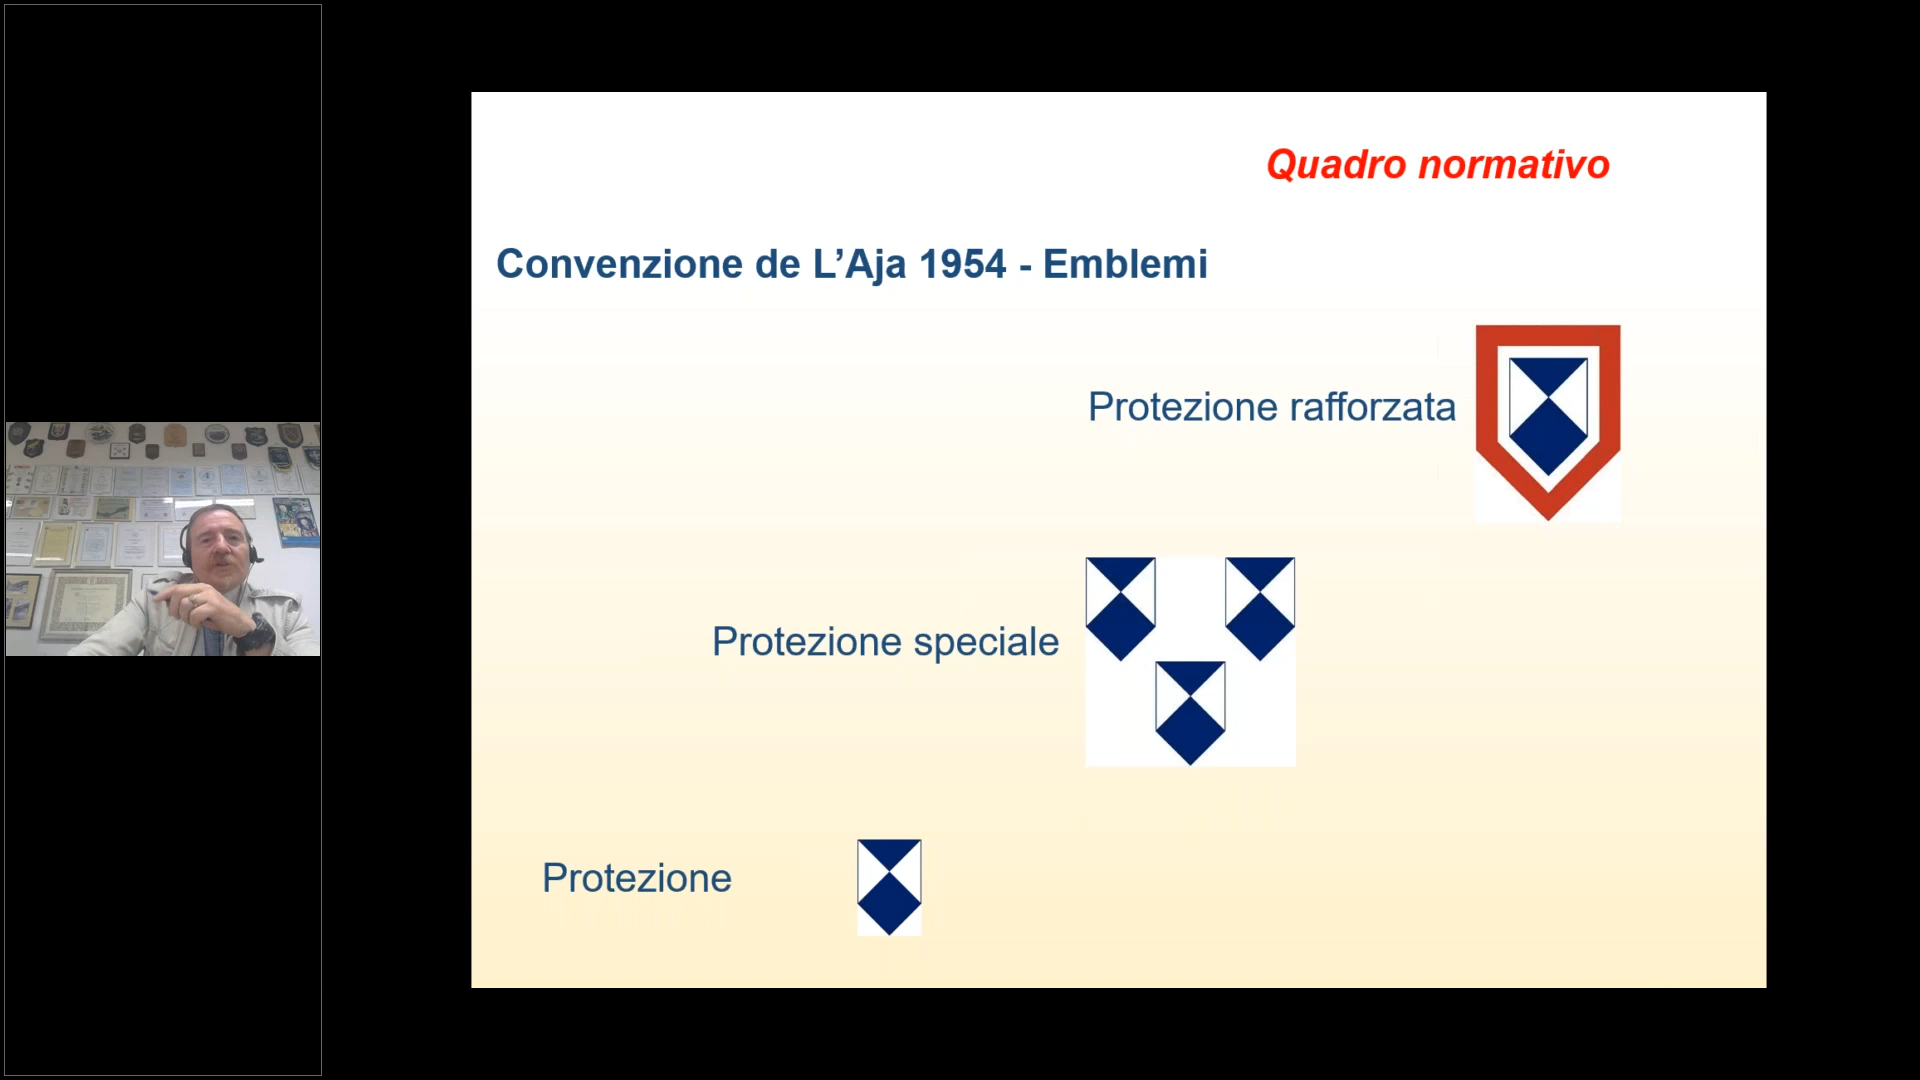 Quadro normativo
Convenzione de L’Aja 1954 - Emblemi
Protezione rafforzata
Protezione speciale
Protezione